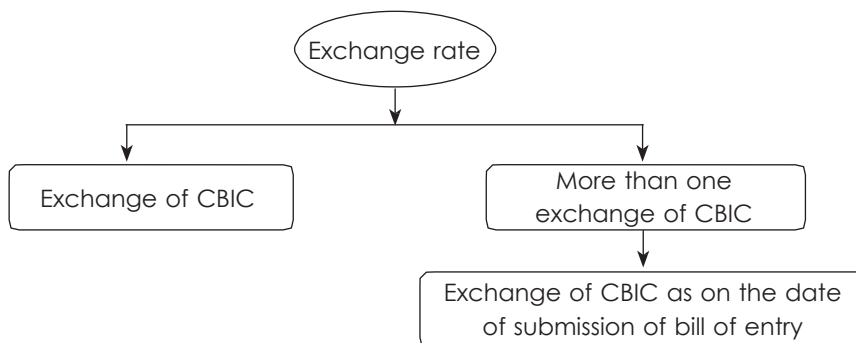 Exchange rate
Exchange of CBIC
More than one
exchange of CBIC
Exchange of CBIC as on the date
of submission of bill of entry